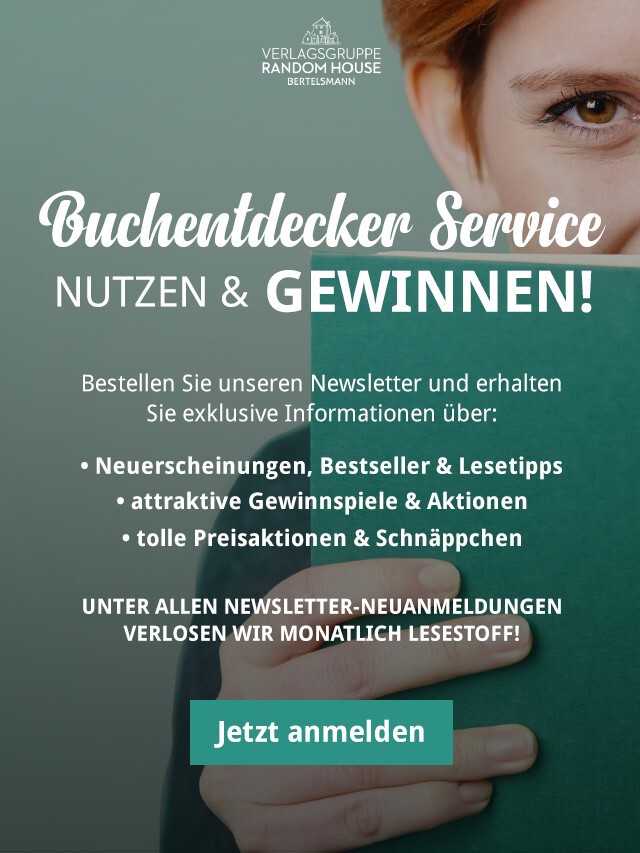 VERLAGSGRUPPE
RANDOM HOUSE
BERTELSMANN
Buchentdecker Service
NUTZEN & GEWINNEN!
Bestellen Sie unseren Newsletter und erhalten
Sie exklusive Informationen über:
• Neuerscheinungen, Bestseller & Lesetipps
• attraktive Gewinnspiele & Aktionen
• tolle Preisaktionen & Schnäppchen
UNTER ALLEN NEWSLETTER-NEUANMELDUNGEN
VERLOSEN WIR MONATLICH LESESTOFF!
Jetzt anmelden